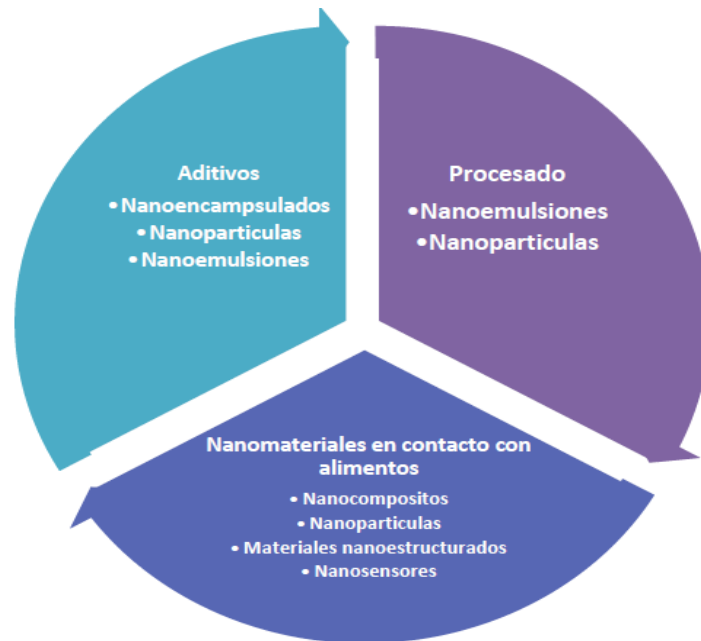 Aditivos
•Nanoencampsulados
•Nanoparticulas
•Nanoemulsiones
Procesado
•Nanoemulsiones
•Nanoparticulas
Nanomateriales en contacto con
alimentos
• Nanocompositos
• Nanoparticulas
• Materiales nanoestructurados
• Nanosensores